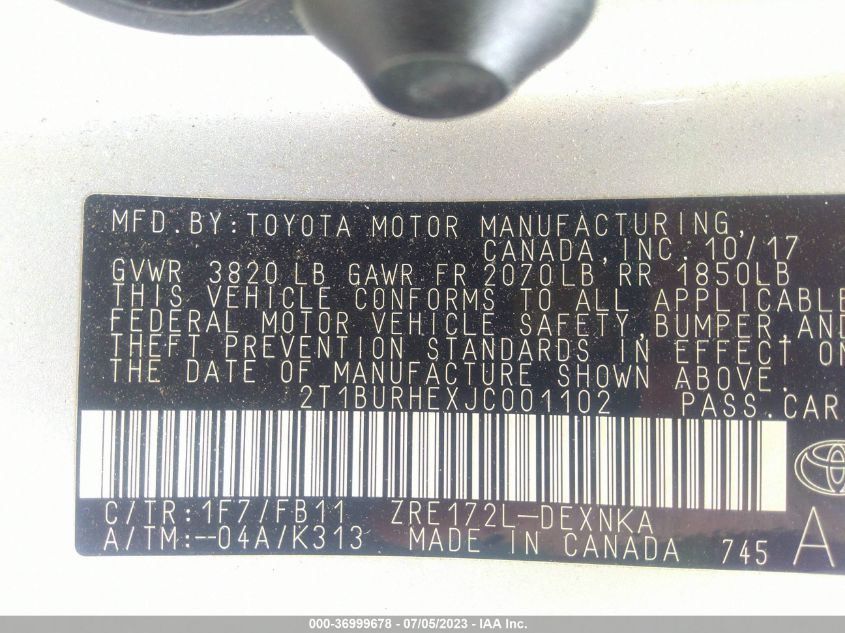 MFD.BY:TOYOTA MOTOR MANUFACTURING,
CANADA,INC. 10/17
GVWR 3820 LB GAWR FR 2070LB RR 1850LB
THIS VEHICLE CONFORMS TO ALL APPLICABLE
FEDERAL MOTOR VEHICLE SAFETY,BUMPER AND
THEFT PREVENTION STANDARDS IN EFFECT ON
THE DATE OF MANUFACTURE SHOWN ABOVE.
2T1BURHEXJC001102 PASS.CAR
C/TR:1F7/FB11 ZRE172L-DEXNKA
A/TM:--04A/K313 MADE IN CANADA 745 A
000-36999678 - 07/05/2023 - © IAA Inc.